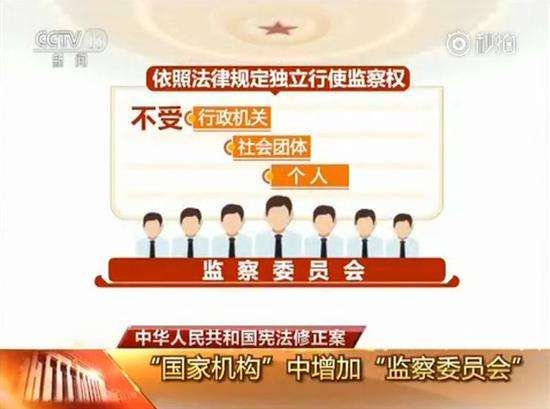 CCTV 13
新闻
秒拍
依照法律规定独立行使监察权
不受
行政机关
社会团体
个人
监察委员会
中华人民共和国宪法修正案
“国家机构”中增加“监察委员会”